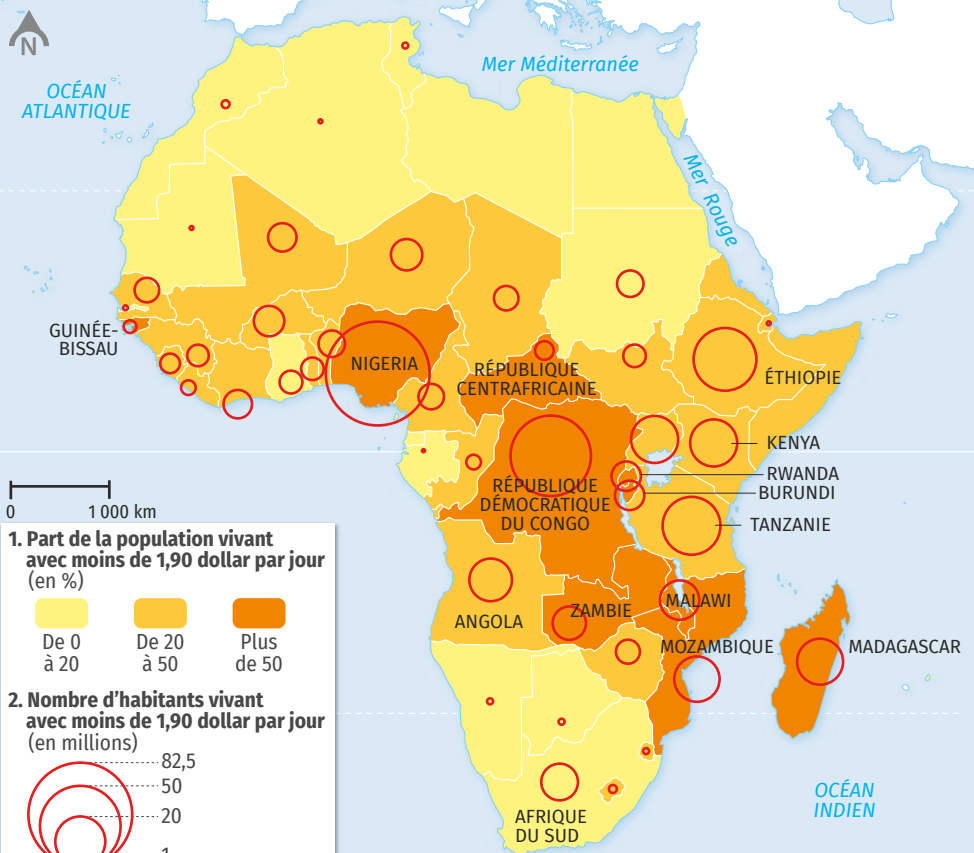 N
OCÉAN
ATLANTIQUE
Mer Méditerranée
Mer Rouge
GUINÉE-
BISSAU
NIGERIA
RÉPUBLIQUE
CENTRAFRICAINE
ÉTHIOPIE
KENYA
RWANDA
BURUNDI
TANZANIE
RÉPUBLIQUE
DÉMOCRATIQUE
DU CONGO
ANGOLA
ZAMBIE
MALAWI
MOZAMBIQUE
MADAGASCAR
AFRIQUE
DU SUD
OCÉAN
INDIEN
0 1 000 km
1. Part de la population vivant
avec moins de 1,90 dollar par jour
(en %)
De 0
à 20
De 20
à 50
Plus
de 50
2. Nombre d’habitants vivant
avec moins de 1,90 dollar par jour
(en millions)
82,5
50
20